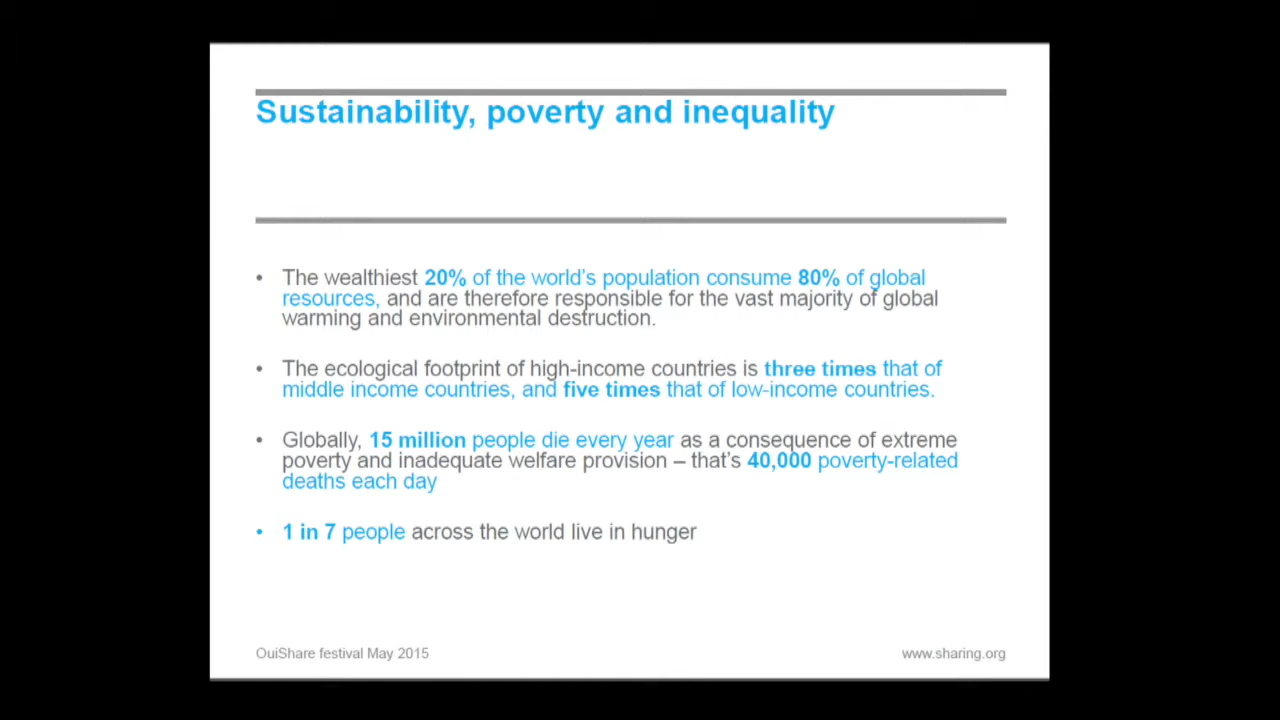 Sustainability, poverty and inequality
• The wealthiest 20% of the world's population consume 80% of global
resources, and are therefore responsible for the vast majority of global
warming and environmental destruction.
• The ecological footprint of high-income countries is three times that of
middle income countries, and five times that of low-income countries.
• Globally, 15 million people die every year as a consequence of extreme
poverty and inadequate welfare provision – that's 40,000 poverty-related
deaths each day
• 1 in 7 people across the world live in hunger
OuiShare festival May 2015
www.sharing.org